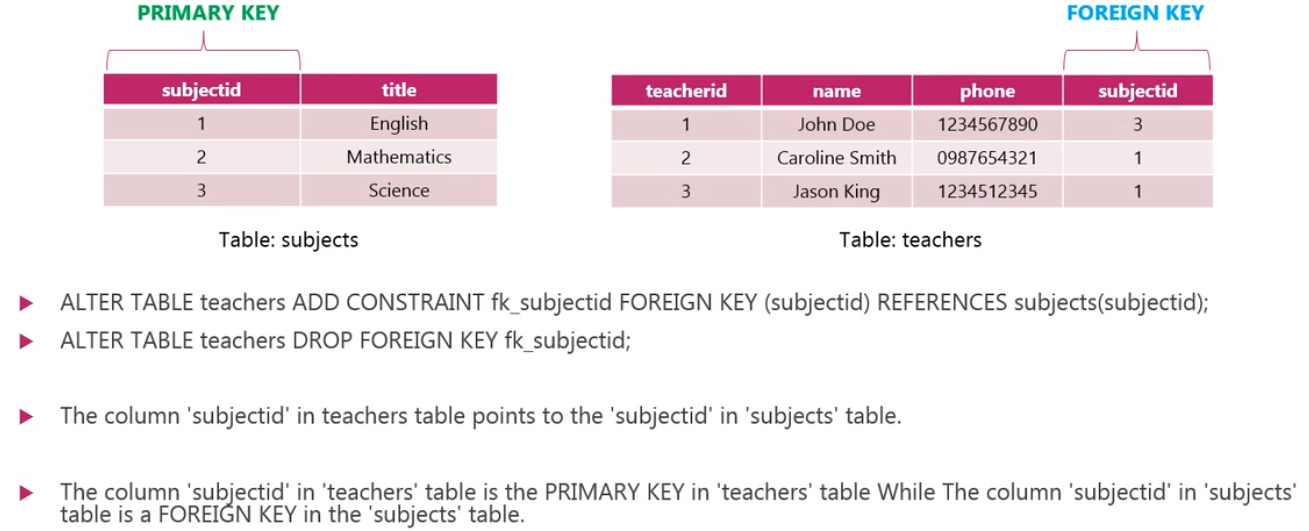 PRIMARY KEY
FOREIGN KEY
subjectid title
1 English
2 Mathematics
3 Science
Table: subjects
teacherid name phone subjectid
1 John Doe 1234567890 3
2 Caroline Smith 0987654321 1
3 Jason King 1234512345 1
Table: teachers
ALTER TABLE teachers ADD CONSTRAINT fk_subjectid FOREIGN KEY (subjectid) REFERENCES subjects(subjectid);
ALTER TABLE teachers DROP FOREIGN KEY fk_subjectid;
The column 'subjectid' in teachers table points to the 'subjectid' in 'subjects' table.
The column 'subjectid' in 'teachers' table is the PRIMARY KEY in 'teachers' table While The column 'subjectid' in 'subjects'
table is a FOREIGN KEY in the 'subjects' table.